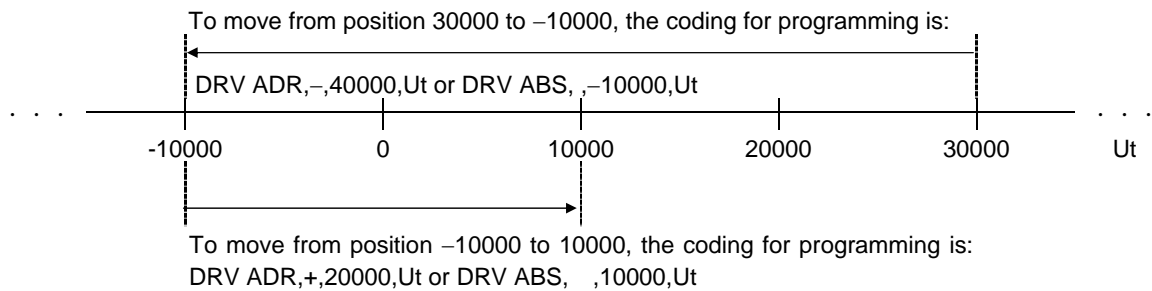 To move from position 30000 to −10000, the coding for programming is:
DRV ADR,−,40000,Ut or DRV ABS, ,−10000,Ut
. . . . . .
-10000 0 10000 20000 30000 Ut
To move from position −10000 to 10000, the coding for programming is:
DRV ADR,+,20000,Ut or DRV ABS, ,10000,Ut